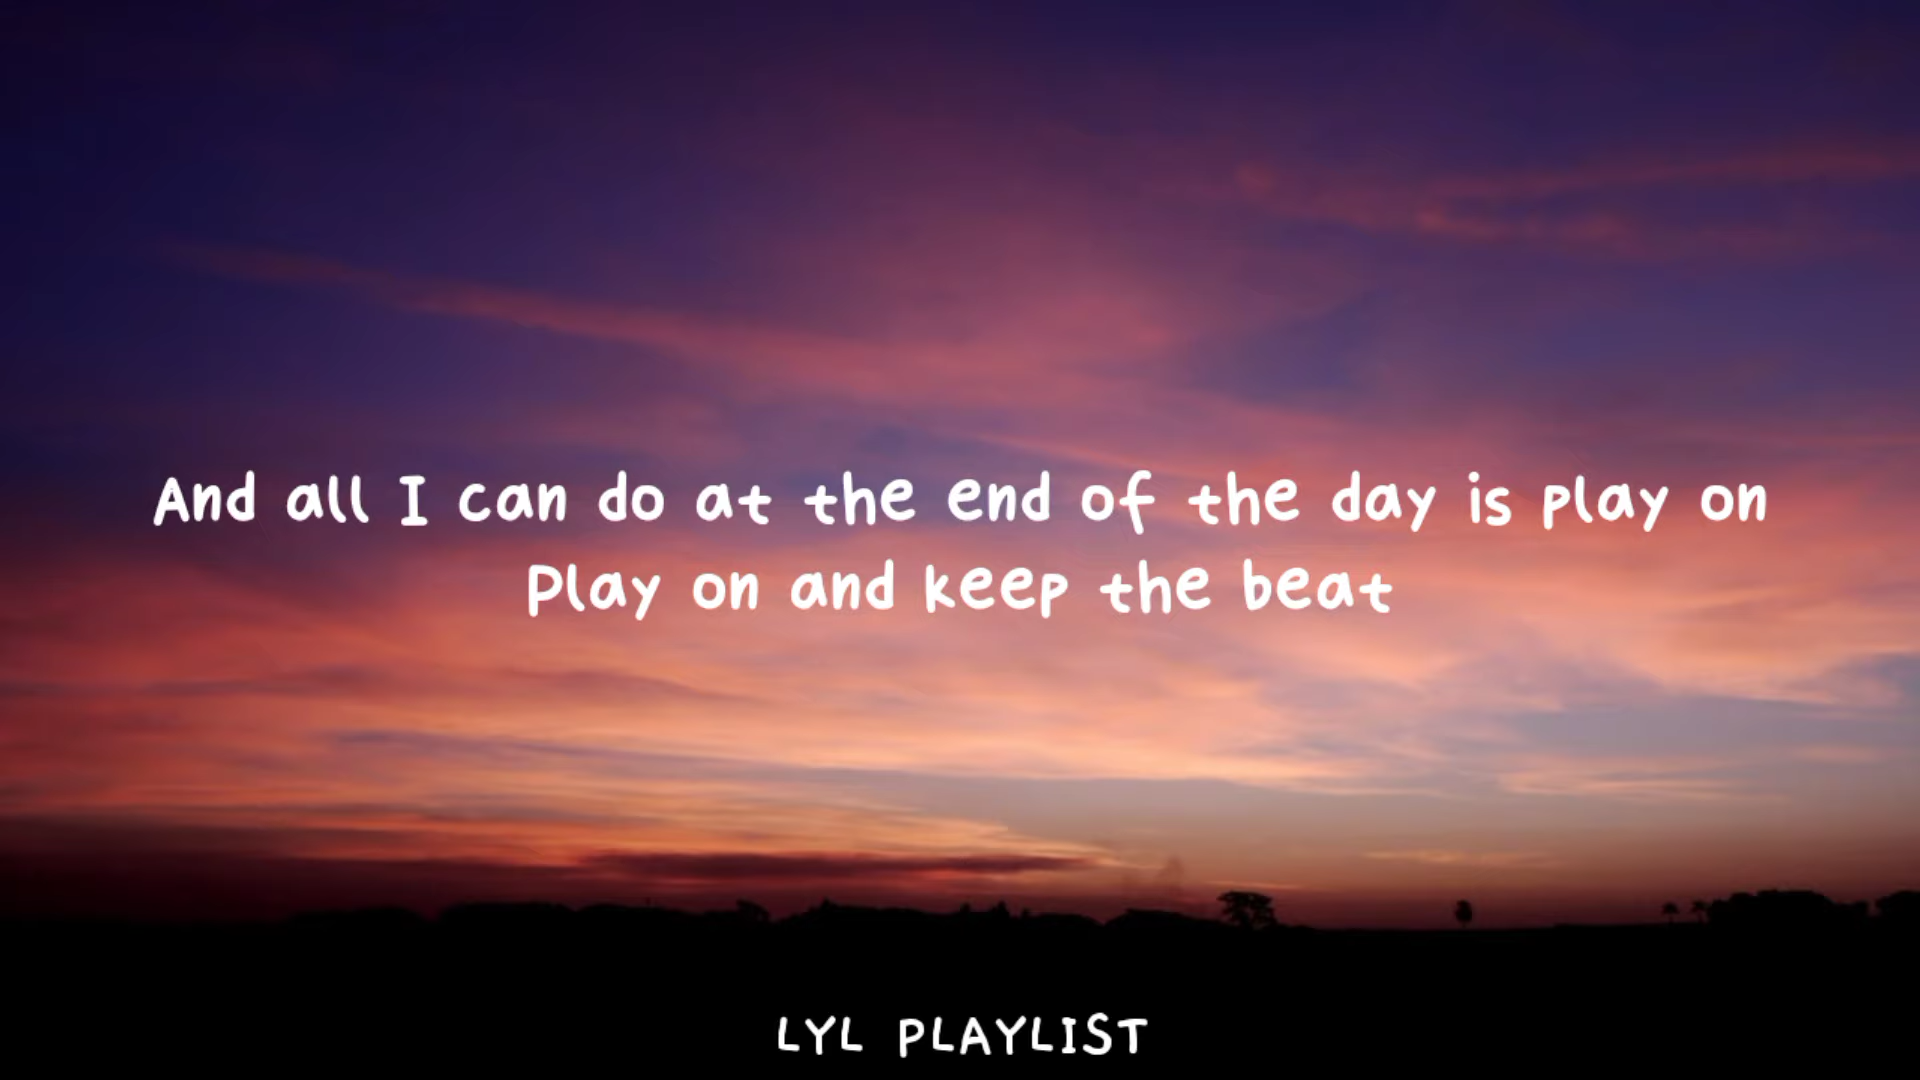 And all I can do at the end of the day is play on
Play on and keep the beat
LYL PLAYLIST